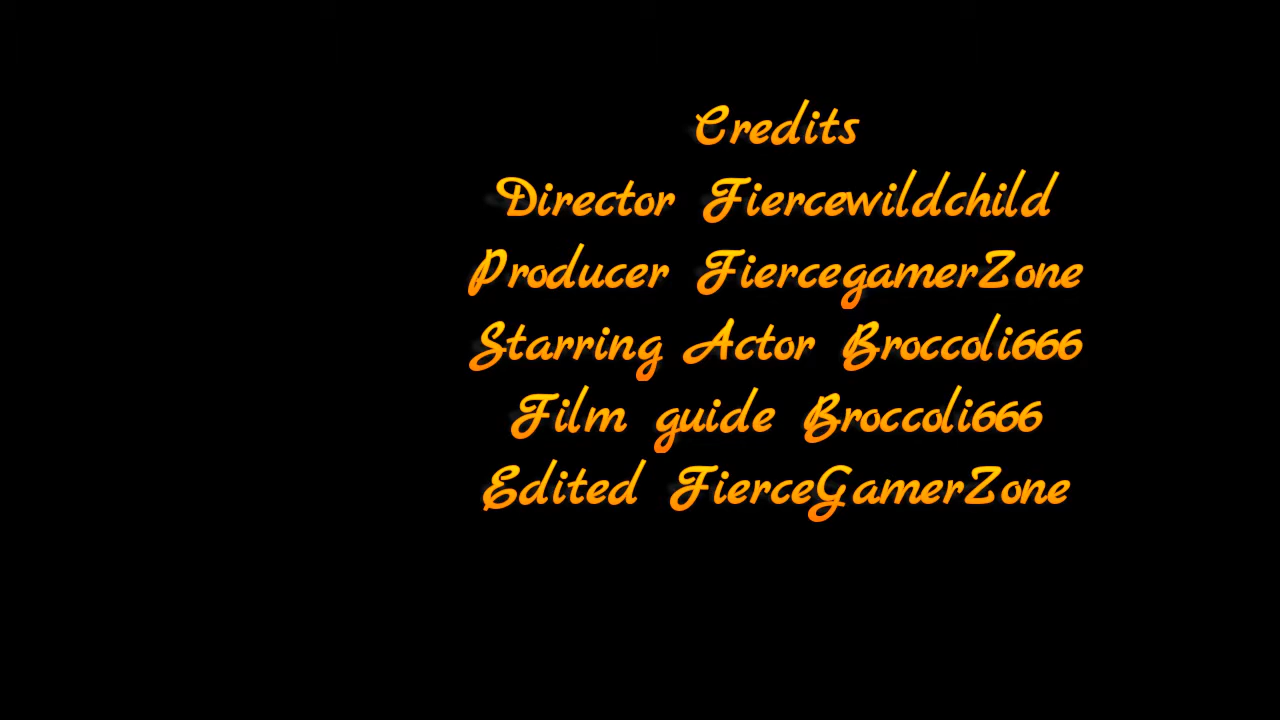 Credits
Director Fiercewildchild
Producer FiercegamerZone
Starring Actor Broccoli666
Film guide Broccoli666
Edited FierceGamerZone